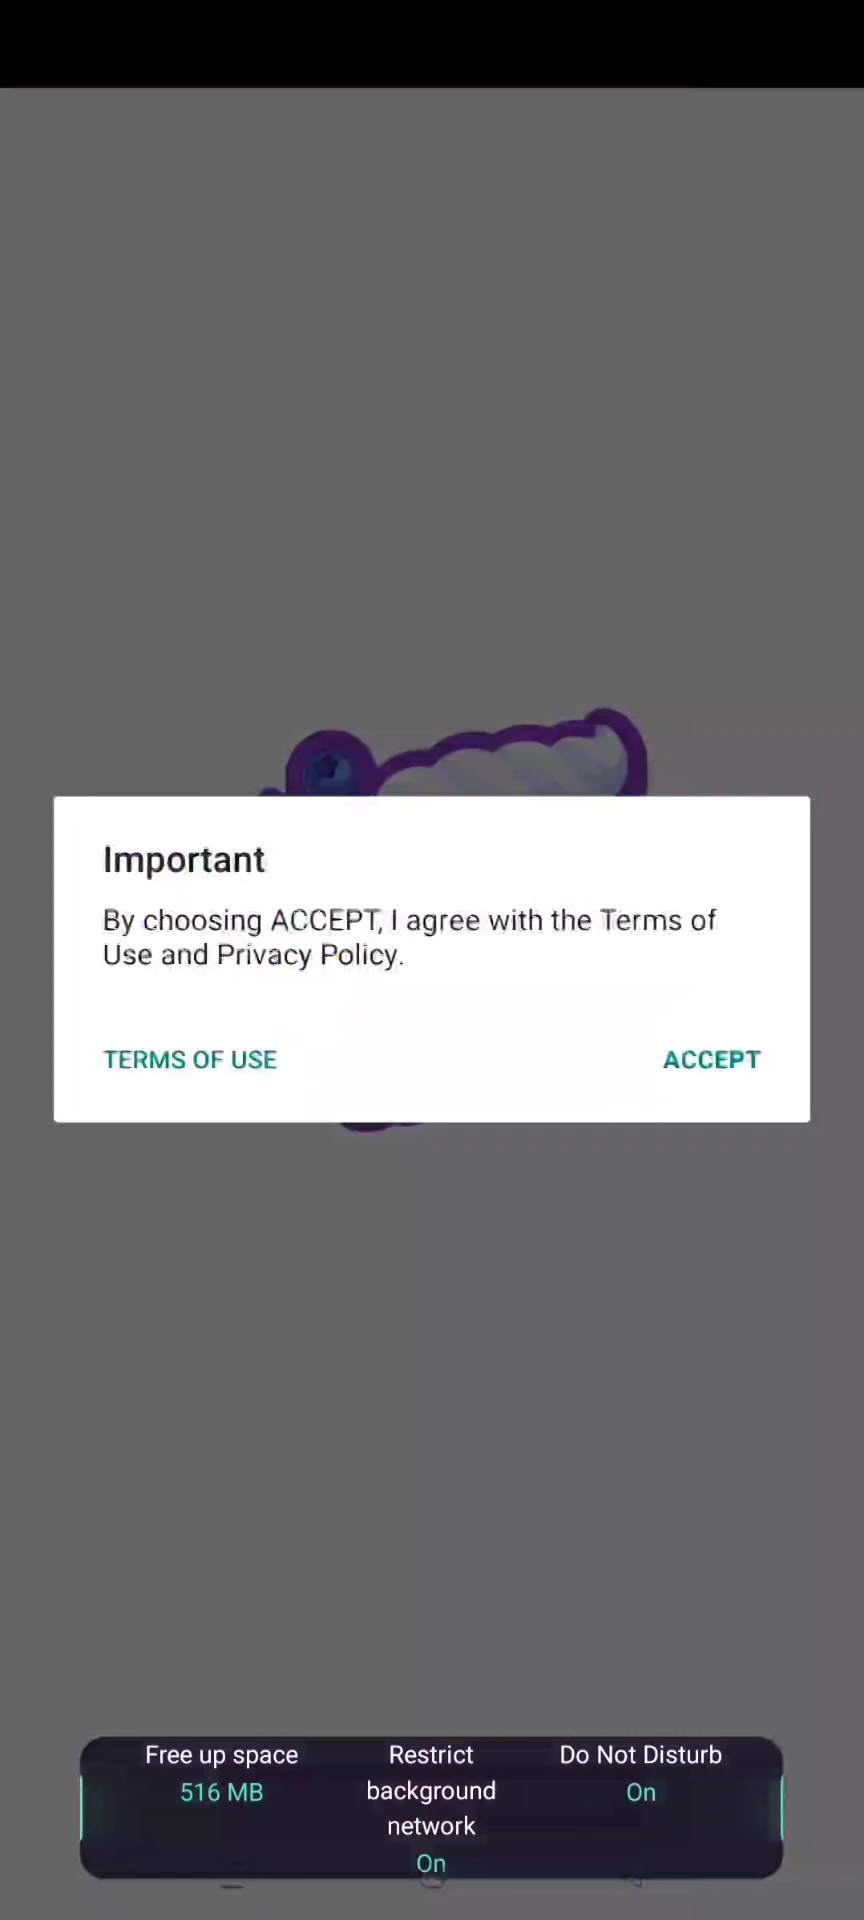 Important
By choosing ACCEPT, I agree with the Terms of
Use and Privacy Policy.
TERMS OF USE
ACCEPT
Free up space
516 MB
Restrict
background
network
On
Do Not Disturb
On